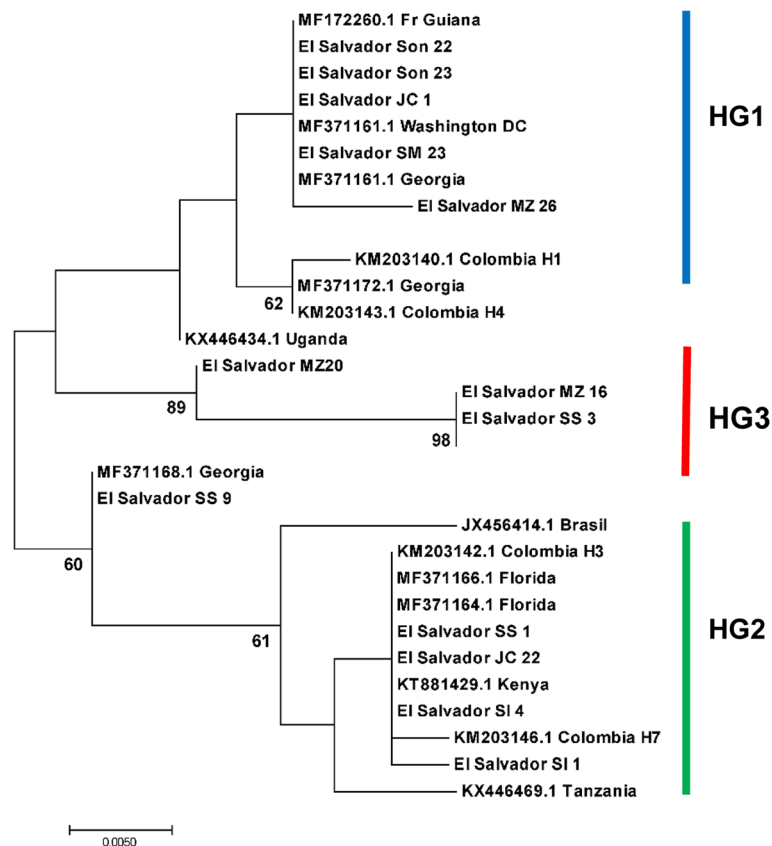 MF172260.1 Fr Guiana
El Salvador Son 22
El Salvador Son 23
El Salvador JC 1
MF371161.1 Washington DC
El Salvador SM 23
MF371161.1 Georgia
El Salvador MZ 26
HG1
KM203140.1 Colombia H1
MF371172.1 Georgia
62
KM203143.1 Colombia H4
KX446434.1 Uganda
El Salvador MZ20
89
El Salvador MZ 16
El Salvador SS 3
98
HG3
MF371168.1 Georgia
El Salvador SS 9
60
JX456414.1 Brasil
KM203142.1 Colombia H3
MF371166.1 Florida
MF371164.1 Florida
El Salvador SS 1
61
HG2
El Salvador JC 22
KT881429.1 Kenya
El Salvador SI 4
KM203146.1 Colombia H7
El Salvador SI 1
KX446469.1 Tanzania
0.0050